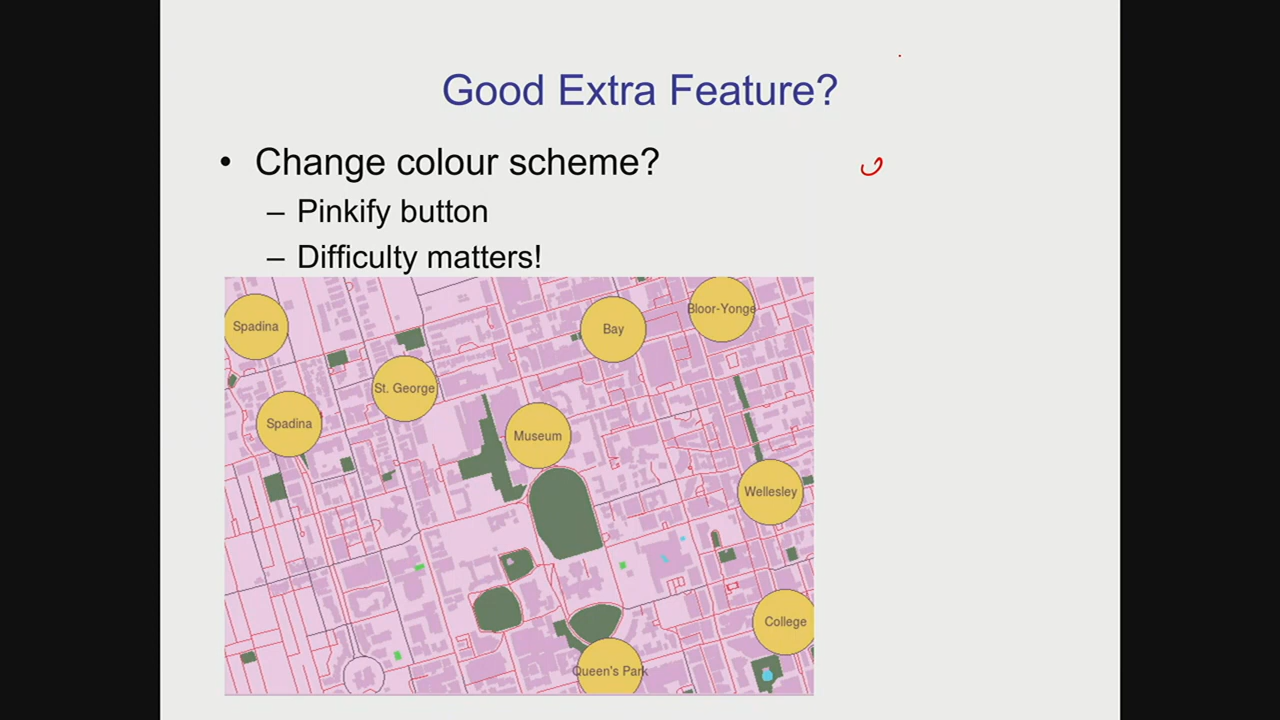 Good Extra Feature?
• Change colour scheme?
– Pinkify button
– Difficulty matters!
Bloor-Yonge
Spadina
Bay
St. George
Spadina
Museum
Wellesley
College
Queen's Park